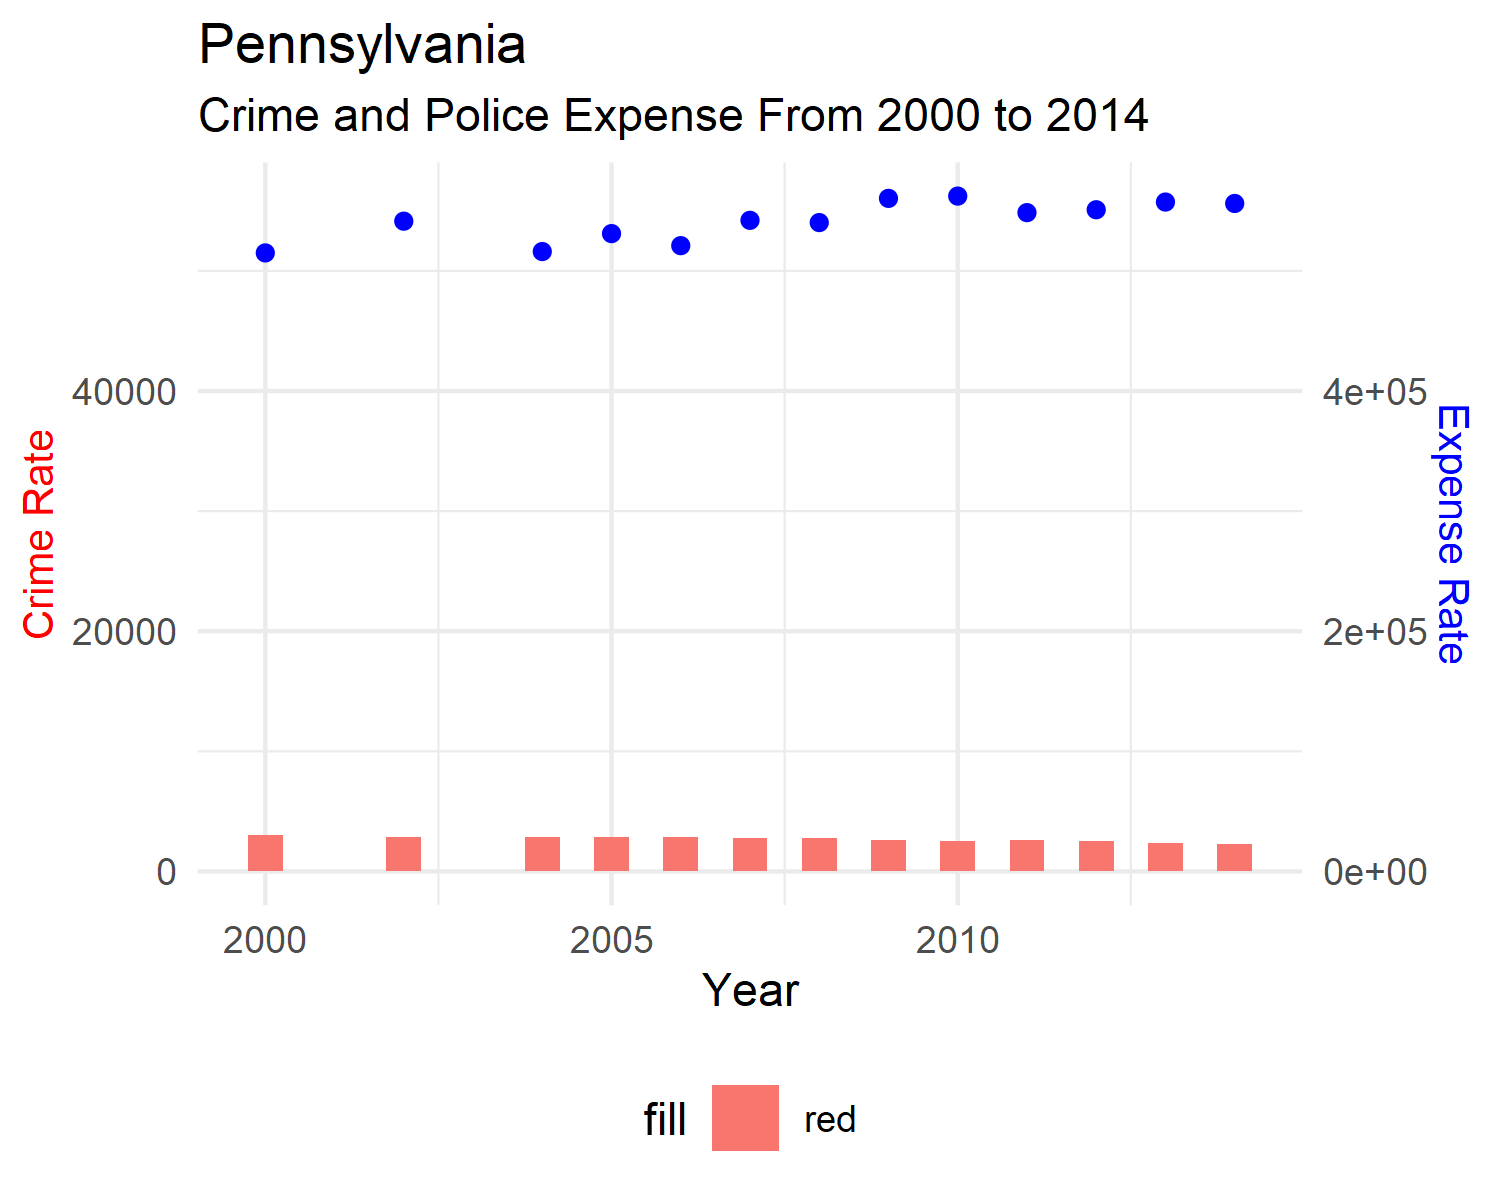 Pennsylvania
Crime and Police Expense From 2000 to 2014
Crime Rate
40000
20000
0
4e+05
2e+05
0e+00
Expense Rate
2000 2005 2010
Year
fill red